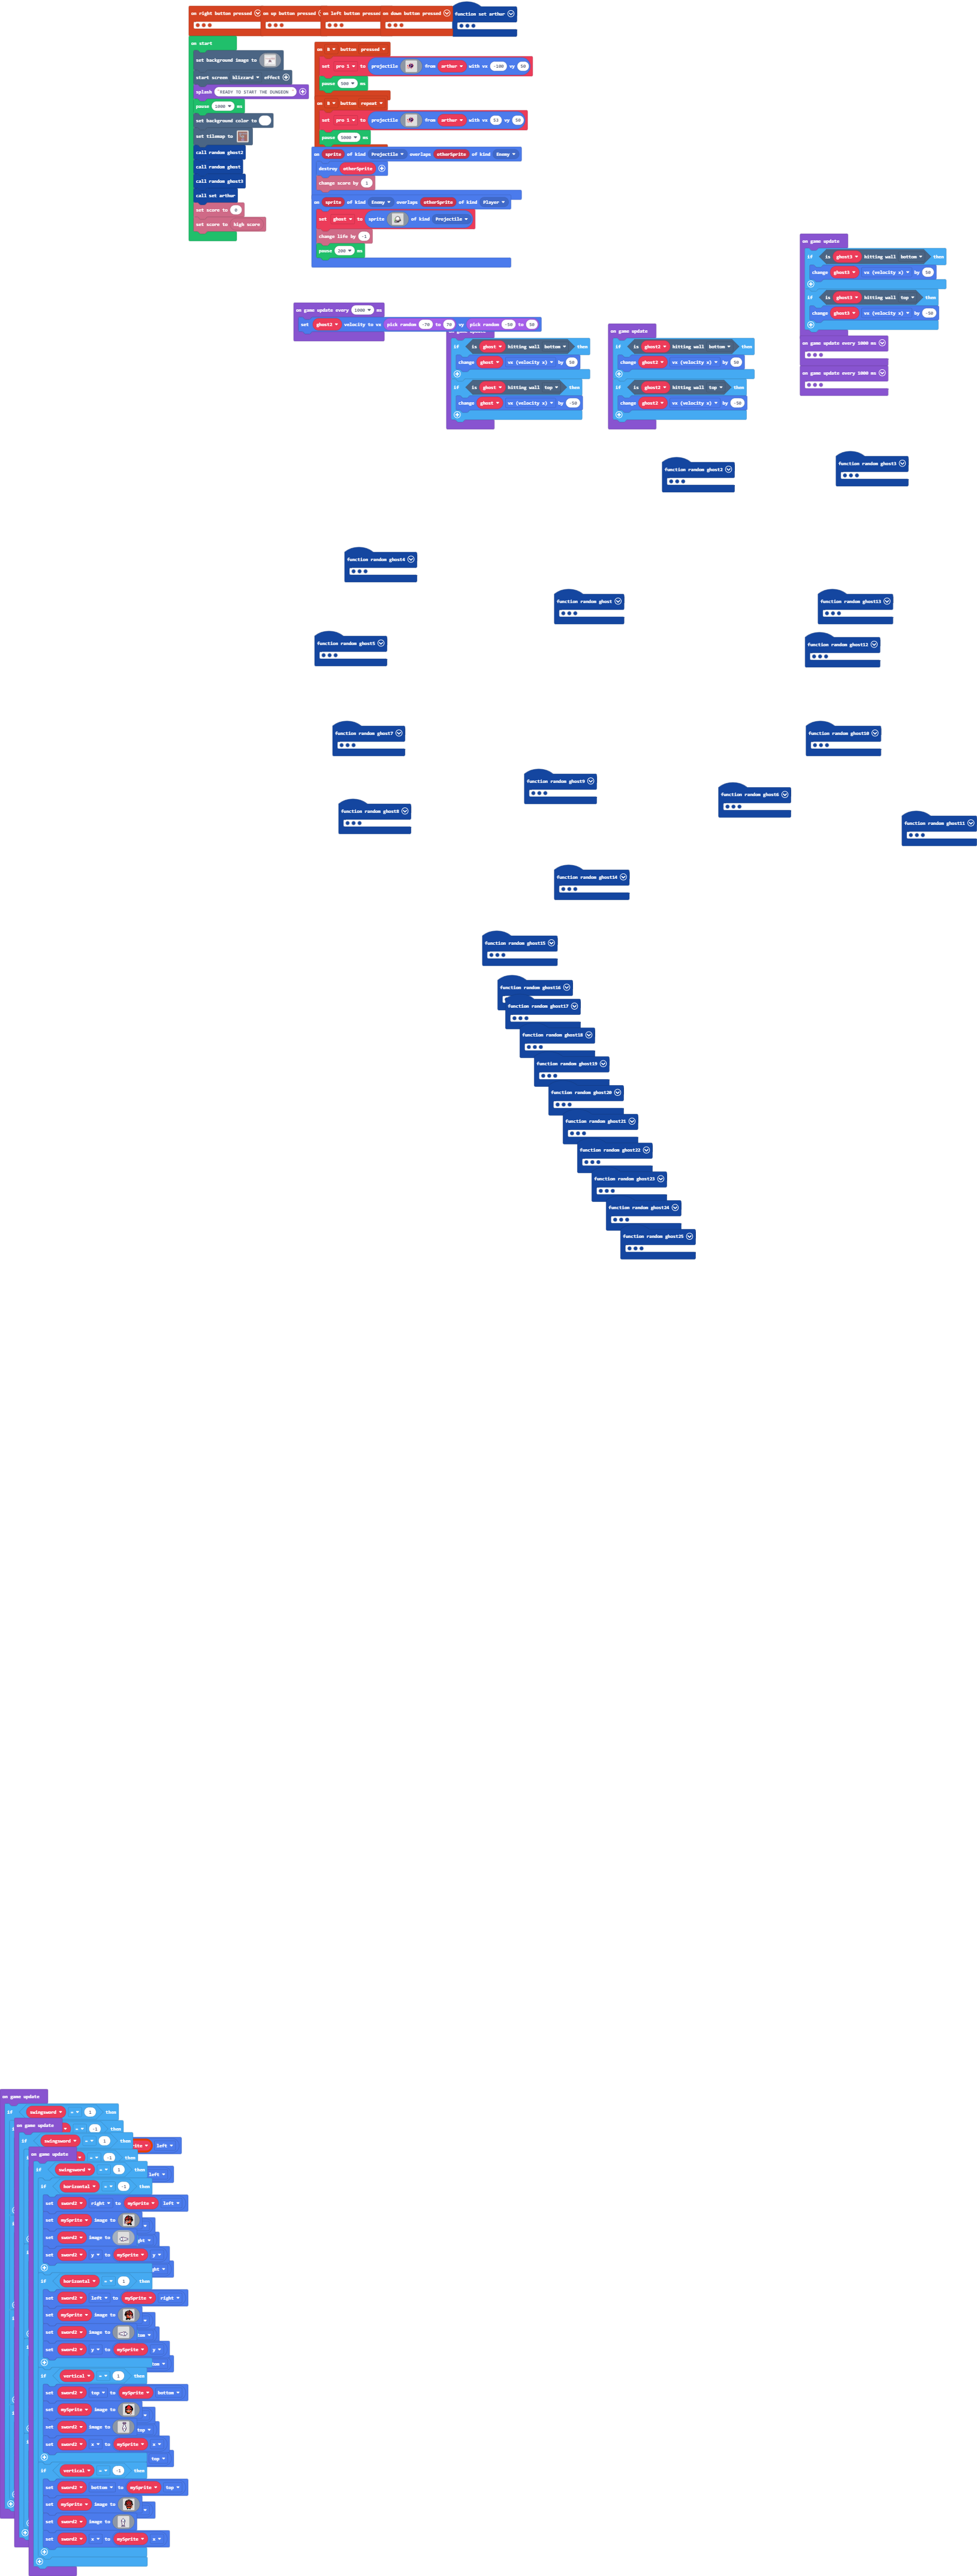 on right button pressed
on up button pressed
on left button pressed
on down button pressed
function set arthur
on start
set background image to
start screen blizzard effect
splash "READY TO START THE DUNGEON "
pause 5000 ms
set background color to
set tilemap to
call random ghost2
call random ghost
call random ghost3
call set arthur
set score to 0
set score to high score
on B button pressed
set pro 1 to projectile from arthur with vx -100 vy 50
pause 500 ms
on B button repeat
set pro 1 to projectile from arthur with vx 53 vy 50
pause 5000 ms
on sprite of kind Projectile overlaps otherSprite of kind Enemy
destroy otherSprite
change score by 1
on sprite of kind Enemy overlaps otherSprite of kind Player
set ghost to sprite of kind Projectile
change life by -1
pause 200 ms
on game update
if is ghost3 hitting wall bottom then
change ghost3 vx (velocity x) by 50
if is ghost3 hitting wall top then
change ghost3 vx (velocity x) by -50
on game update every 1000 ms
on game update every 1000 ms
on game update every 1000 ms
set ghost2 velocity to vx pick random -70 to 70 vy pick random -50 to 50
on game update
if is ghost hitting wall bottom then
change ghost vx (velocity x) by 50
if is ghost hitting wall top then
change ghost vx (velocity x) by -50
on game update
if is ghost2 hitting wall bottom then
change ghost2 vx (velocity x) by 50
if is ghost2 hitting wall top then
change ghost2 vx (velocity x) by -50
function random ghost2
function random ghost3
function random ghost4
function random ghost
function random ghost13
function random ghost5
function random ghost12
function random ghost7
function random ghost10
function random ghost9
function random ghost6
function random ghost8
function random ghost11
function random ghost14
function random ghost15
function random ghost16
function random ghost17
function random ghost18
function random ghost19
function random ghost20
function random ghost21
function random ghost22
function random ghost23
function random ghost24
function random ghost25
on game update
if swingsword = 1 then
= -1 then
on game update
if swingsword = 1 then
left
= -1 then
on game update
if swingsword = 1 then
left
if horizontal = -1 then
set sword2 right to mySprite left
set mySprite image to
set sword2 image to
ght
set sword2 y to mySprite y
ght
if horizontal = 1 then
set sword2 left to mySprite right
set mySprite image to
set sword2 image to
tom
set sword2 y to mySprite y
tom
if vertical = 1 then
set sword2 top to mySprite bottom
set mySprite image to
set sword2 image to
top
set sword2 x to mySprite x
top
if vertical = -1 then
set sword2 bottom to mySprite top
set mySprite image to
set sword2 image to
set sword2 x to mySprite x